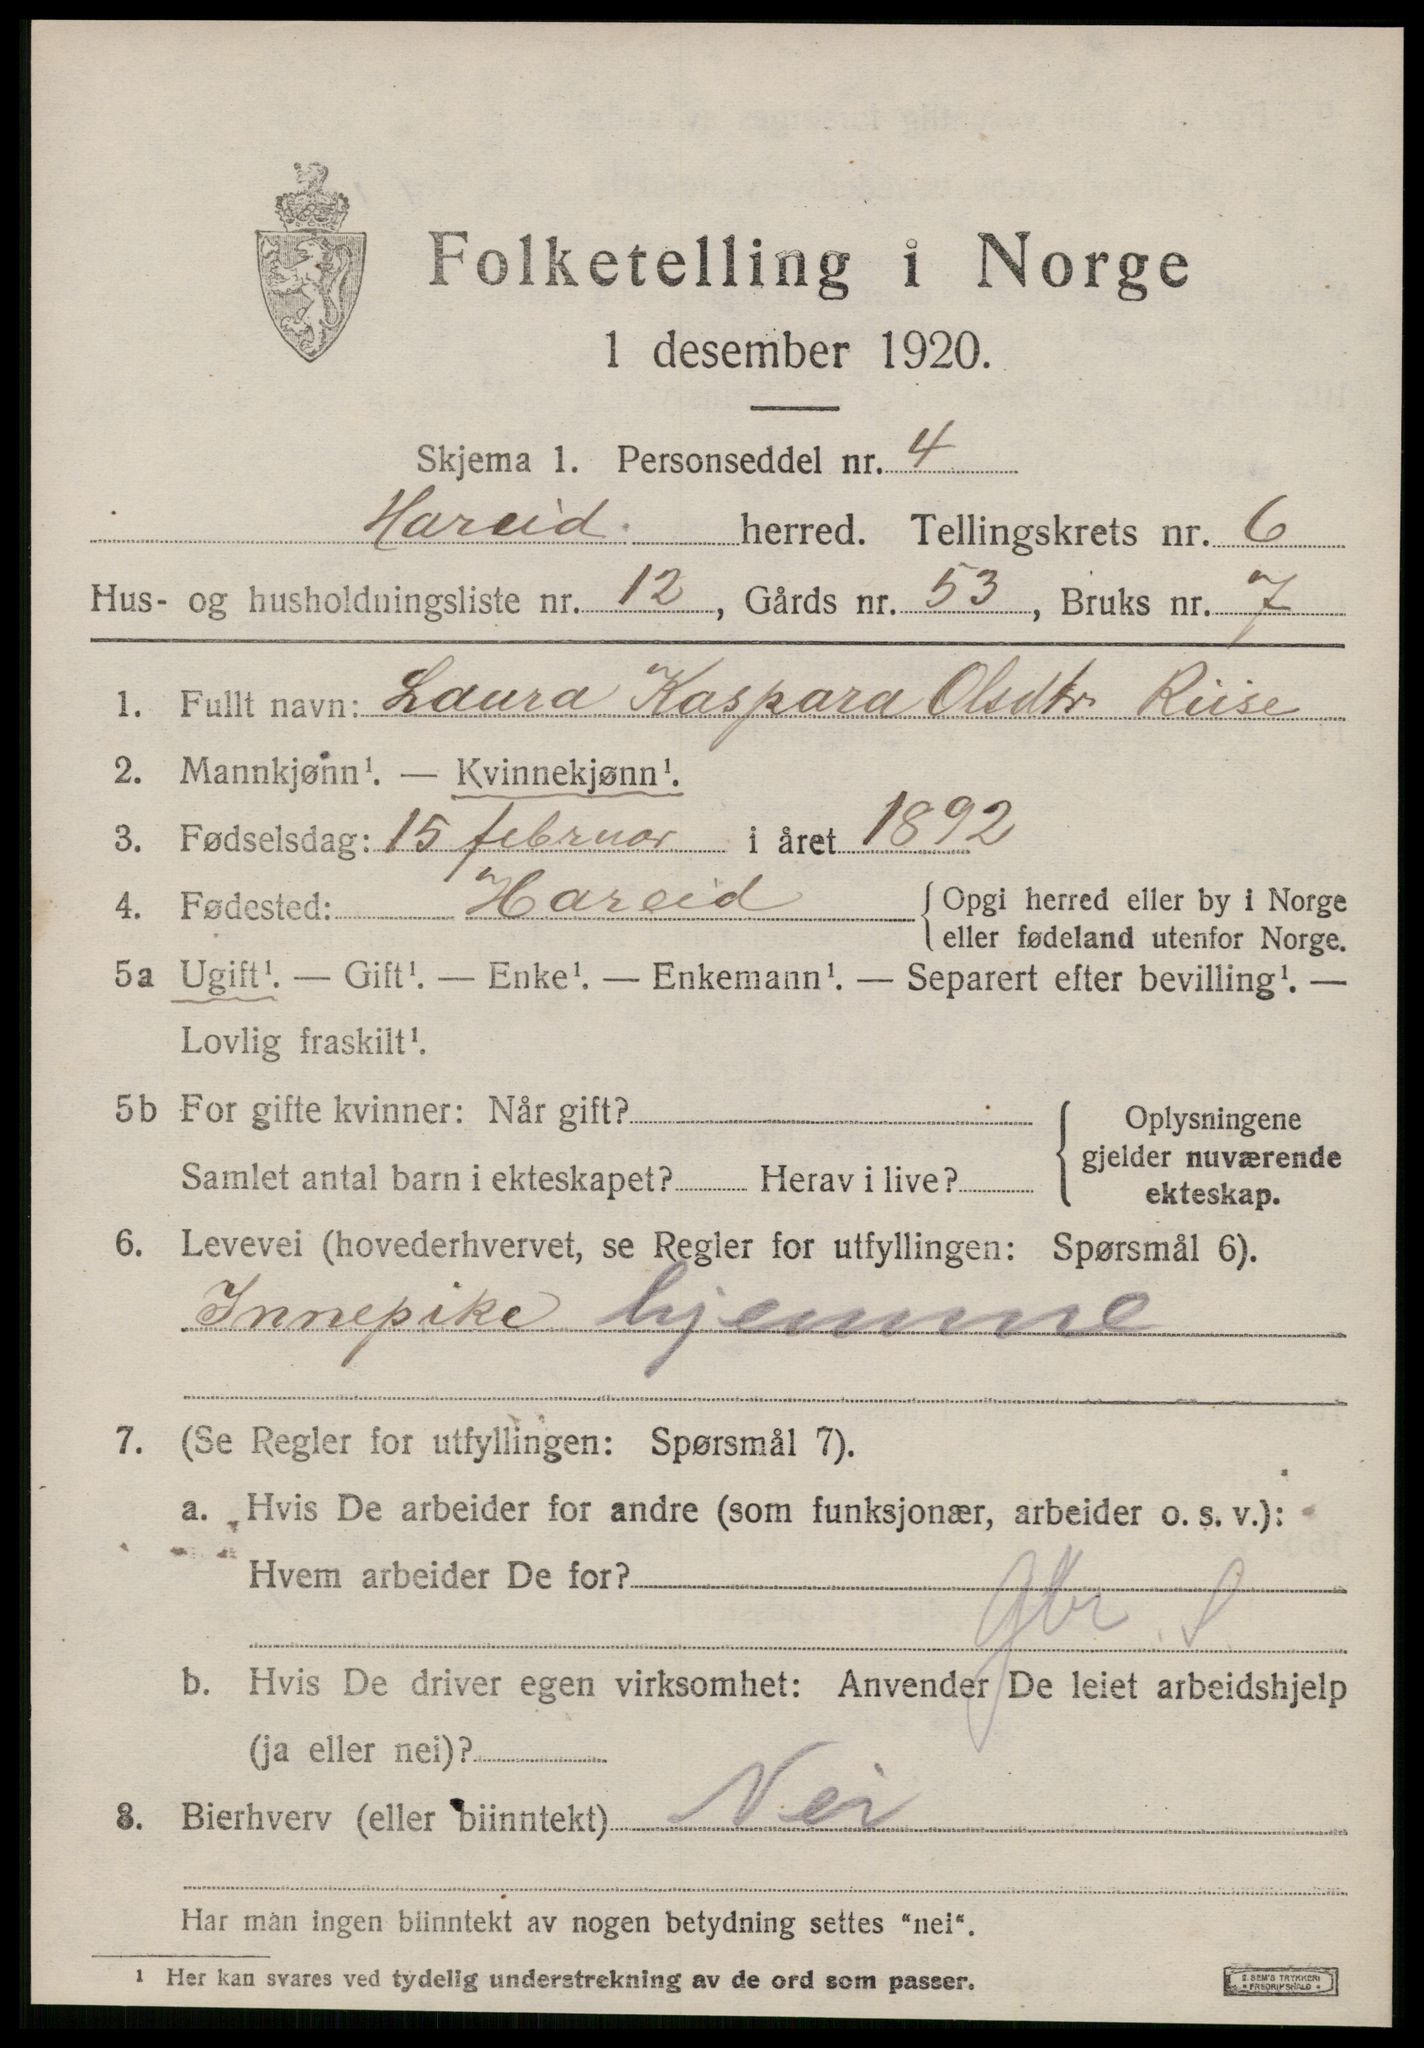 Folketelling i Norge
1 desember 1920.
Skjema 1. Personseddel nr. 4
Hareid herred. Tellingskrets nr. 6
Hus- og husholdningsliste nr. 12, Gårds nr. 53, Bruks nr. 7
1. Fullt navn: Laura Kaspara Olsdtr. Riise
2. Mannkjønn¹. — Kvinnekjønn¹.
3. Fødselsdag: 15 februar i året 1892
4. Fødested: Hareid { Opgi herred eller by i Norge
eller fødeland utenfor Norge.
5a Ugift¹. — Gift¹. — Enke¹. — Enkemann¹. — Separert efter bevilling¹. —
Lovlig fraskilt¹.
5b For gifte kvinner: Når gift?
Samlet antal barn i ekteskapet? Herav i live?
Oplysningene
gjelder nuværende
ekteskap.
6. Levevei (hovederhvervet, se Regler for utfyllingen: Spørsmål 6).
Innepike hjemme
7. (Se Regler for utfyllingen: Spørsmål 7).
a. Hvis De arbeider for andre (som funksjonær, arbeider o. s. v.):
Hvem arbeider De for?
gbr S
b. Hvis De driver egen virksomhet: Anvender De leiet arbeidshjelp
(ja eller nei)?
8. Bierhverv (eller biinntekt) Nei
Har man ingen biinntekt av nogen betydning settes "nei".
1 Her kan svares ved tydelig understrekning av de ord som passer.
E. SEM'S TRYKKERI
FREDRIKSHALD